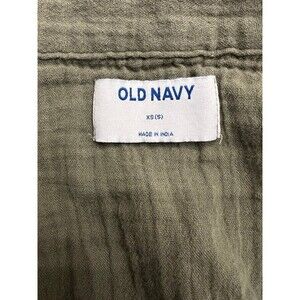 OLD NAVY
XS (S)
MADE IN INDIA